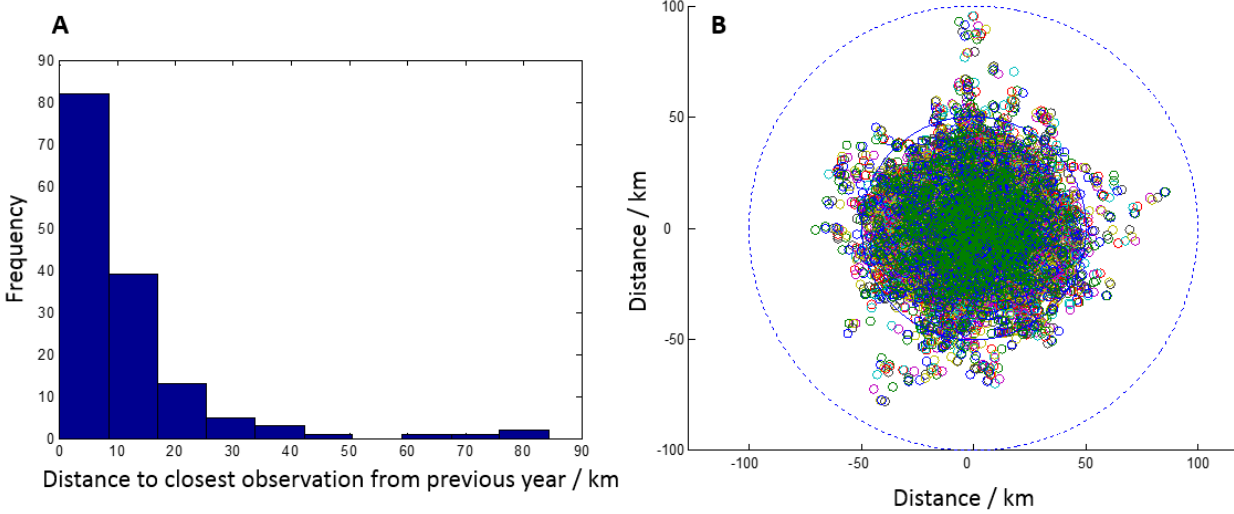 A
90
80
70
60
50
40
30
20
10
0
Frequency
0 10 20 30 40 50 60 70 80 90
Distance to closest observation from previous year / km
B
100
50
0
-50
-100
Distance / km
-100 -50 0 50 100
Distance / km